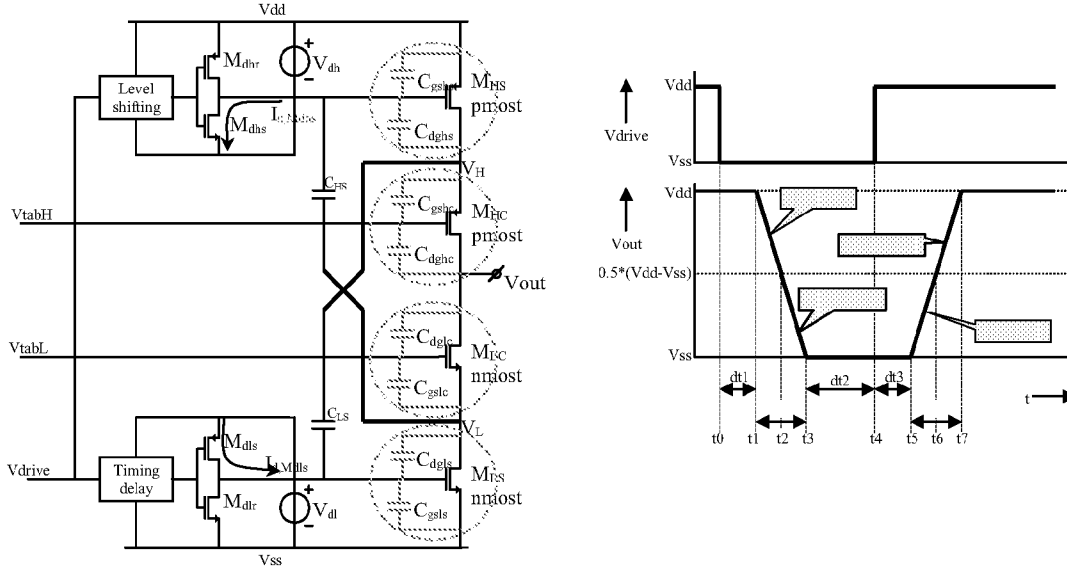 Vdd
Level
shifting
Mdhr
Mdhs
Vdh
+
−
Cgshs
Cdghs
MHS
pmost
CHS
VH
VtabH
Cgshc
Cdghc
MHC
pmost
Vout
VtabL
Cdglc
Cgslc
nmost
CLS
VL
Vdrive
Timing
delay
Mdls
Mdlr
Vdl
+
−
Cdgls
Cgsls
MLS
nmost
Vss
Vdrive
Vdd
Vss
Vout
Vdd
0.5*(Vdd-Vss)
Vss
dt1
dt2
dt3
t
t0
t1
t2
t3
t4
t5
t6
t7